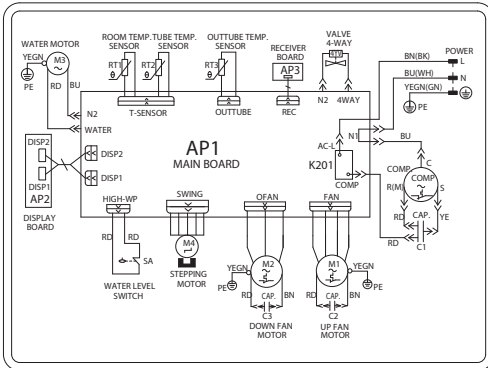 ROOM TEMP. TUBE TEMP. OUTTUBE TEMP. VALVE
SENSOR SENSOR SENSOR RECEIVER 4-WAY
WATER MOTOR BOARD
YEGN M3 RT1 RT2 RT3 AP3 RTV BN(BK) POWER
L
BU(WH) N
PE RD BU YEGN(GN)
PE
N2 T-SENSOR OUTTUBE REC N2 4WAY
WATER
N1 BU
AP1 AC-L
MAIN BOARD K201
DISP2 DISP2 C
COMP. COMP
DISP1 DISP1 COMP R(M) S
AP2
DISPLAY
BOARD
HIGH-WP SWING OFAN FAN
RD CAP. YE
RD C1
RD RD
M4 M2 M1
SA YEGN YEGN
STEPPING PE PE
MOTOR
WATER LEVEL
SWITCH
RD CAP. BN RD CAP. BN
C3 C2
DOWN FAN UP FAN
MOTOR MOTOR